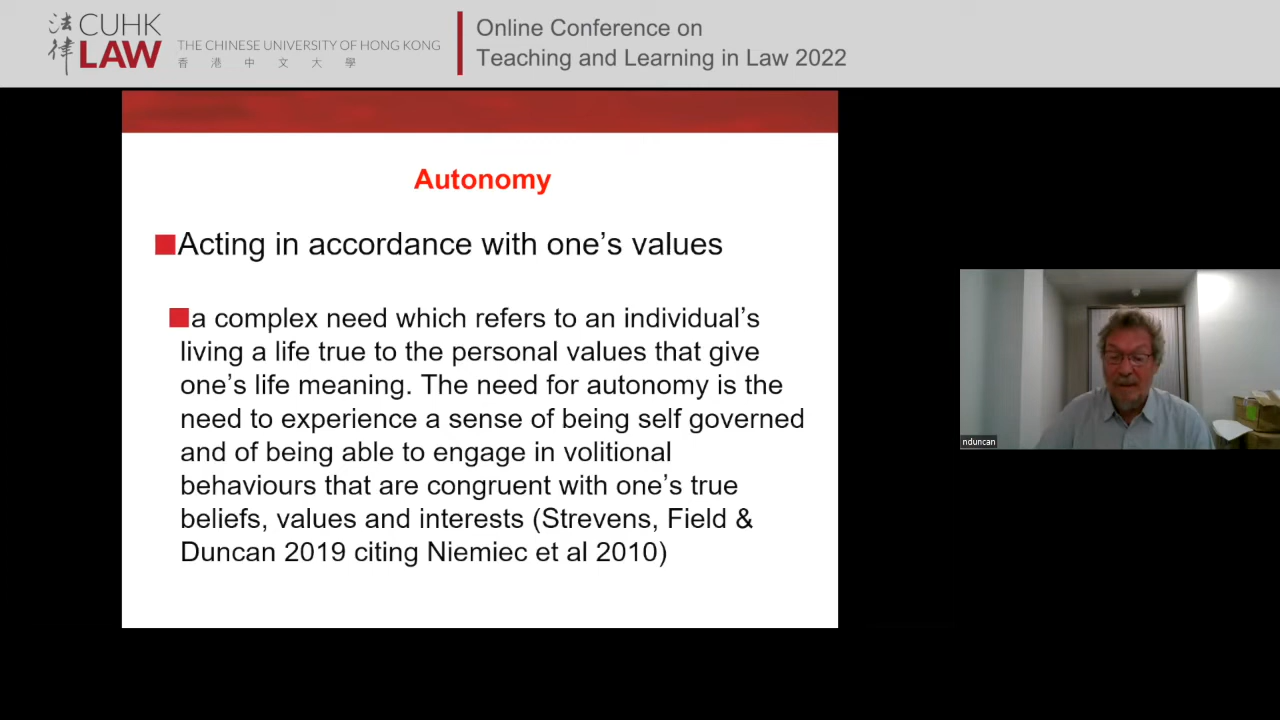 法律
CUHK
LAW
THE CHINESE UNIVERSITY OF HONG KONG
香港中文大學
Online Conference on
Teaching and Learning in Law 2022
Autonomy
Acting in accordance with one’s values
a complex need which refers to an individual’s
living a life true to the personal values that give
one’s life meaning. The need for autonomy is the
need to experience a sense of being self governed
and of being able to engage in volitional
behaviours that are congruent with one’s true
beliefs, values and interests (Strevens, Field &
Duncan 2019 citing Niemiec et al 2010)
nduncan